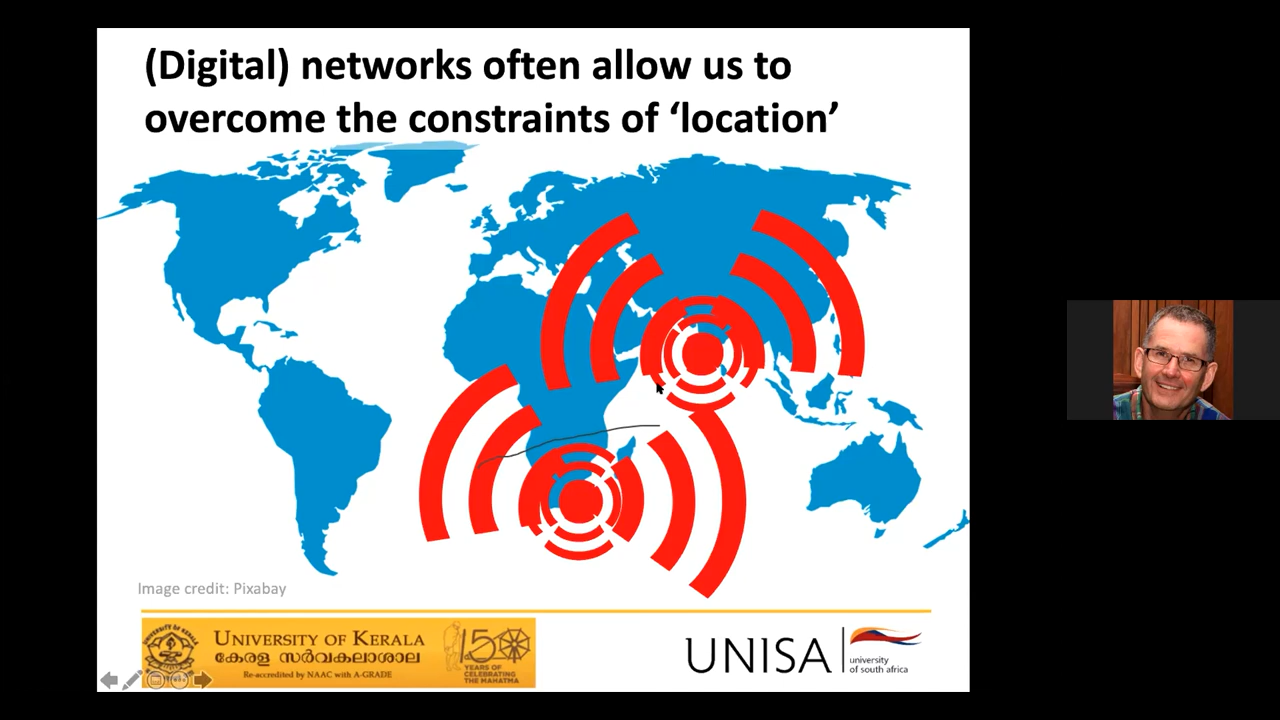 (Digital) networks often allow us to
overcome the constraints of ‘location’
Image credit: Pixabay
UNIVERSITY OF KERALA
കേരള സർവകലാശാല
Re-accredited by NAAC with A-GRADE
150
YEARS OF
CELEBRATING
THE MAHATMA
UNISA
university
of south africa